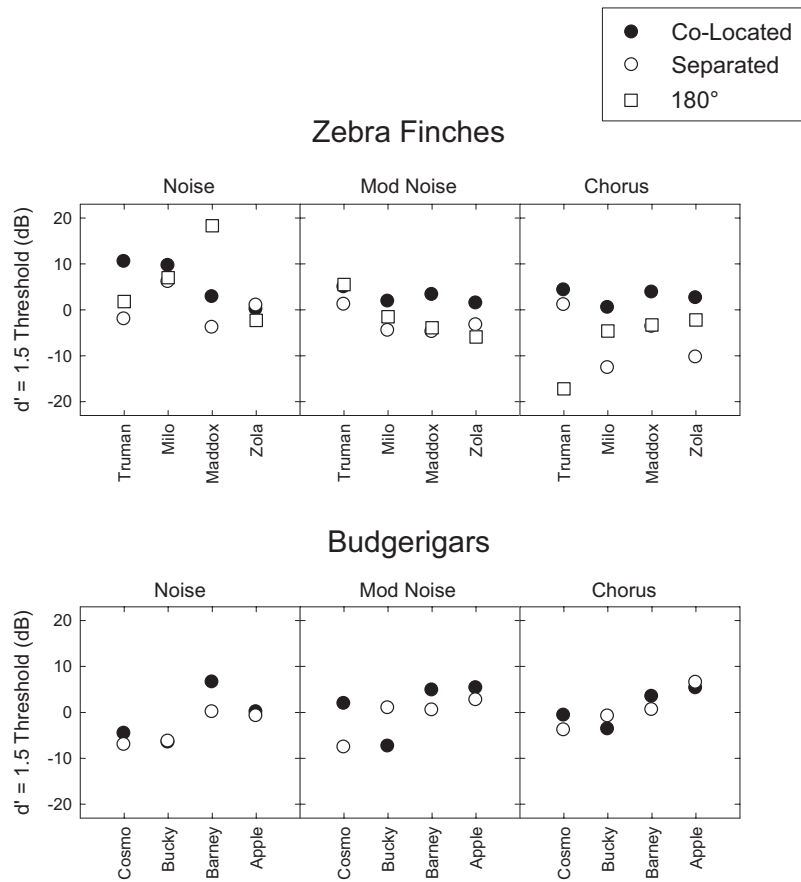 Co-Located
Separated
180°
Zebra Finches
Noise Mod Noise Chorus
d' = 1.5 Threshold (dB)
20
10
0
-10
-20
Truman Milo Maddox Zola Truman Milo Maddox Zola Truman Milo Maddox Zola
Budgerigars
Noise Mod Noise Chorus
d' = 1.5 Threshold (dB)
20
10
0
-10
-20
Cosmo Bucky Barney Apple Cosmo Bucky Barney Apple Cosmo Bucky Barney Apple